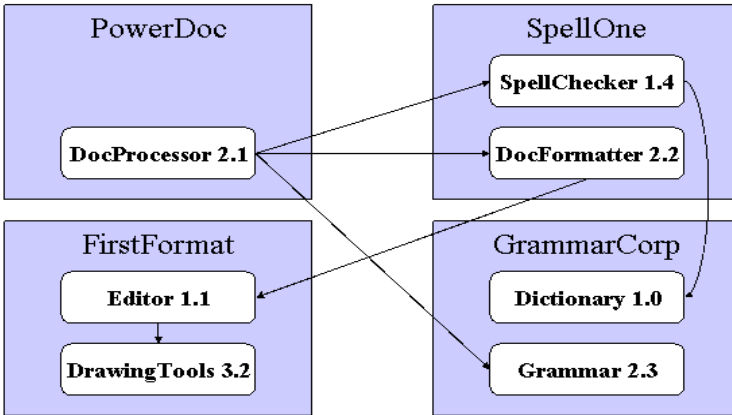 PowerDoc
DocProcessor 2.1
SpellOne
SpellChecker 1.4
DocFormatter 2.2
FirstFormat
Editor 1.1
DrawingTools 3.2
GrammarCorp
Dictionary 1.0
Grammar 2.3